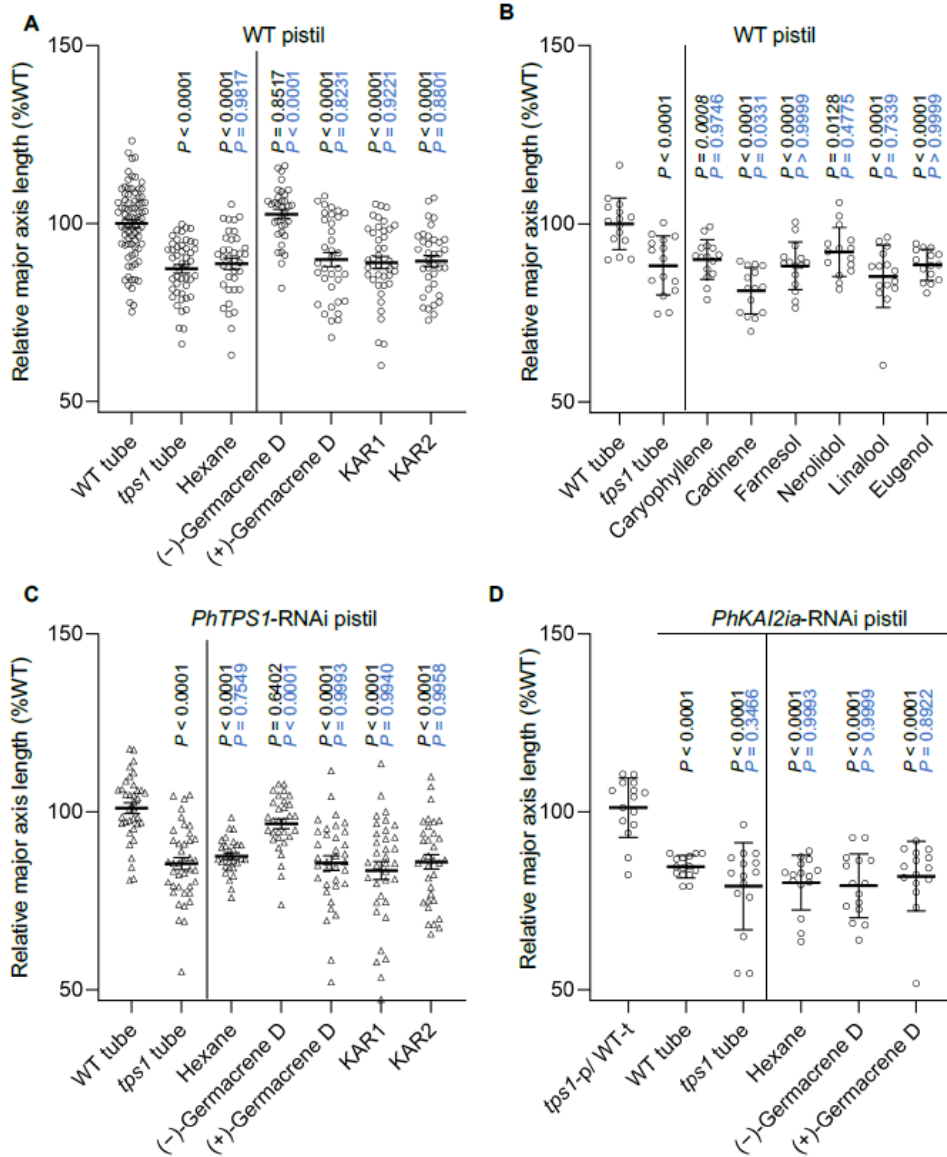 A
WT pistil
Relative major axis length (%WT)
150
100
50
P < 0.0001
P < 0.0001
P = 0.9817
P = 0.8517
P < 0.0001
P < 0.0001
P = 0.8231
P < 0.0001
P = 0.9221
P < 0.0001
P = 0.8801
WT tube
tps1 tube
Hexane
(−)-Germacrene D
(+)-Germacrene D
KAR1
KAR2
B
WT pistil
Relative major axis length (%WT)
150
100
50
P < 0.0001
P = 0.0008
P = 0.9746
P < 0.0001
P = 0.0331
P < 0.0001
P > 0.9999
P = 0.0128
P = 0.4775
P < 0.0001
P = 0.7339
P < 0.0001
P > 0.9999
WT tube
tps1 tube
Caryophyllene
Cadinene
Farnesol
Nerolidol
Linalool
Eugenol
C
PhTPS1-RNAi pistil
Relative major axis length (%WT)
150
100
50
P < 0.0001
P < 0.0001
P = 0.7549
P = 0.6402
P < 0.0001
P < 0.0001
P = 0.9993
P < 0.0001
P = 0.9940
P < 0.0001
P = 0.9958
WT tube
tps1 tube
Hexane
(−)-Germacrene D
(+)-Germacrene D
KAR1
KAR2
D
PhKAI2ia-RNAi pistil
Relative major axis length (%WT)
150
100
50
P < 0.0001
P < 0.0001
P = 0.3466
P < 0.0001
P = 0.9993
P < 0.0001
P > 0.9999
P < 0.0001
P = 0.8922
tps1-p/ WT-t
WT tube
tps1 tube
Hexane
(−)-Germacrene D
(+)-Germacrene D